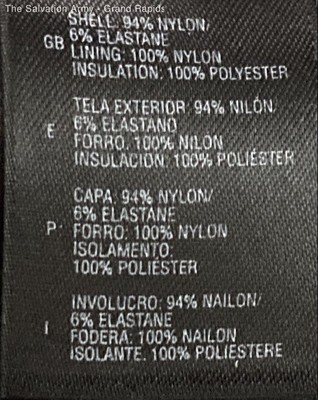 The Salvation Army - Grand Rapids
SHELL: 94% NYLON/
GB 6% ELASTANE
LINING: 100% NYLON
INSULATION: 100% POLYESTER
TELA EXTERIOR: 94% NILÓN.
E 6% ELASTANO
FORRO: 100% NILON
INSULACIÓN: 100% POLIÉSTER
CAPA: 94% NYLON/
6% ELASTANE
P FORRO: 100% NYLON
ISOLAMENTO:
100% POLIÉSTER
INVOLUCRO: 94% NAILON/
6% ELASTANE
I FODERA: 100% NAILON
ISOLANTE: 100% POLIESTERE